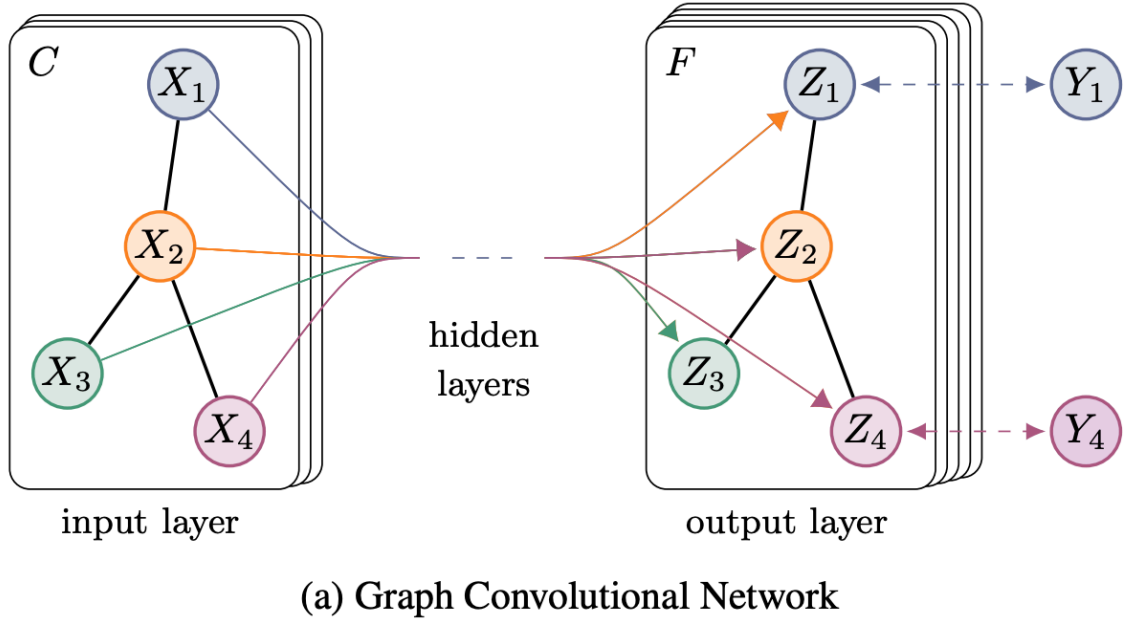 C
X₁
X₂
X₃
X₄
input layer
hidden
layers
F
Z₁
Z₂
Z₃
Z₄
output layer
Y₁
Y₄
(a) Graph Convolutional Network